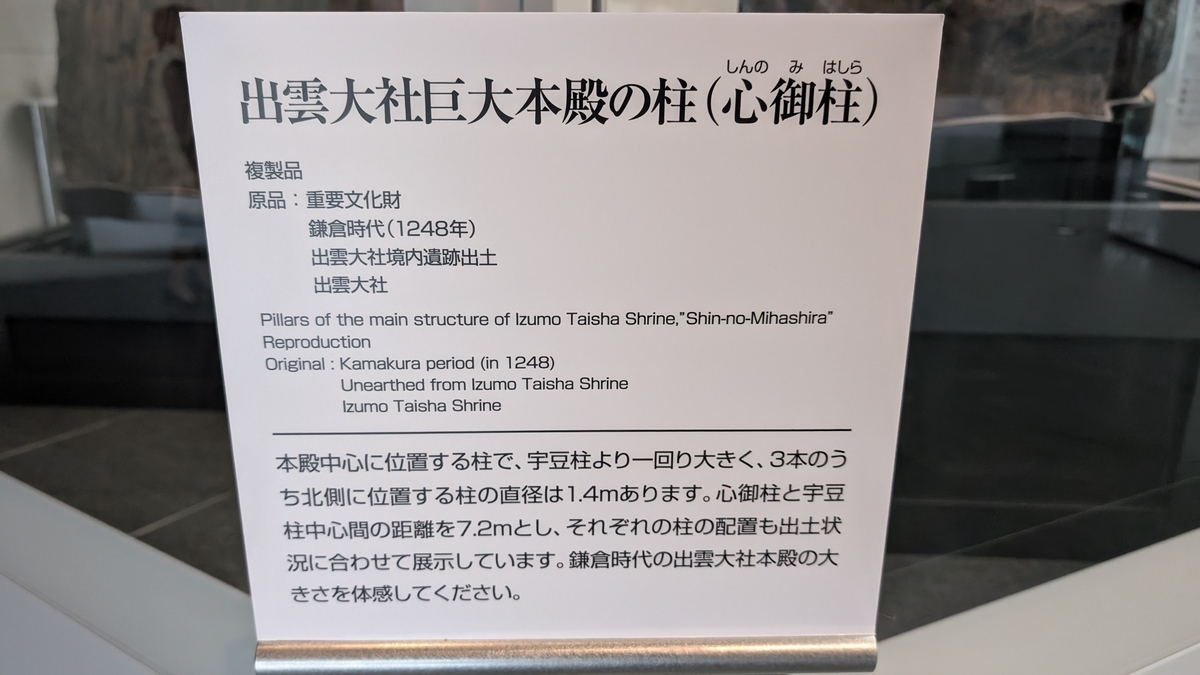 しんの み はしら
出雲大社巨大本殿の柱(心御柱)
複製品
原品：重要文化財
鎌倉時代(1248年)
出雲大社境内遺跡出土
出雲大社
Pillars of the main structure of Izumo Taisha Shrine,"Shin-no-Mihashira"
Reproduction
Original : Kamakura period (in 1248)
Unearthed from Izumo Taisha Shrine
Izumo Taisha Shrine
本殿中心に位置する柱で、宇豆柱より一回り大きく、3本のう
ち北側に位置する柱の直径は1.4mあります。心御柱と宇豆
柱中心間の距離を7.2mとし、それぞれの柱の配置も出土状
況に合わせて展示しています。鎌倉時代の出雲大社本殿の大
きさを体感してください。